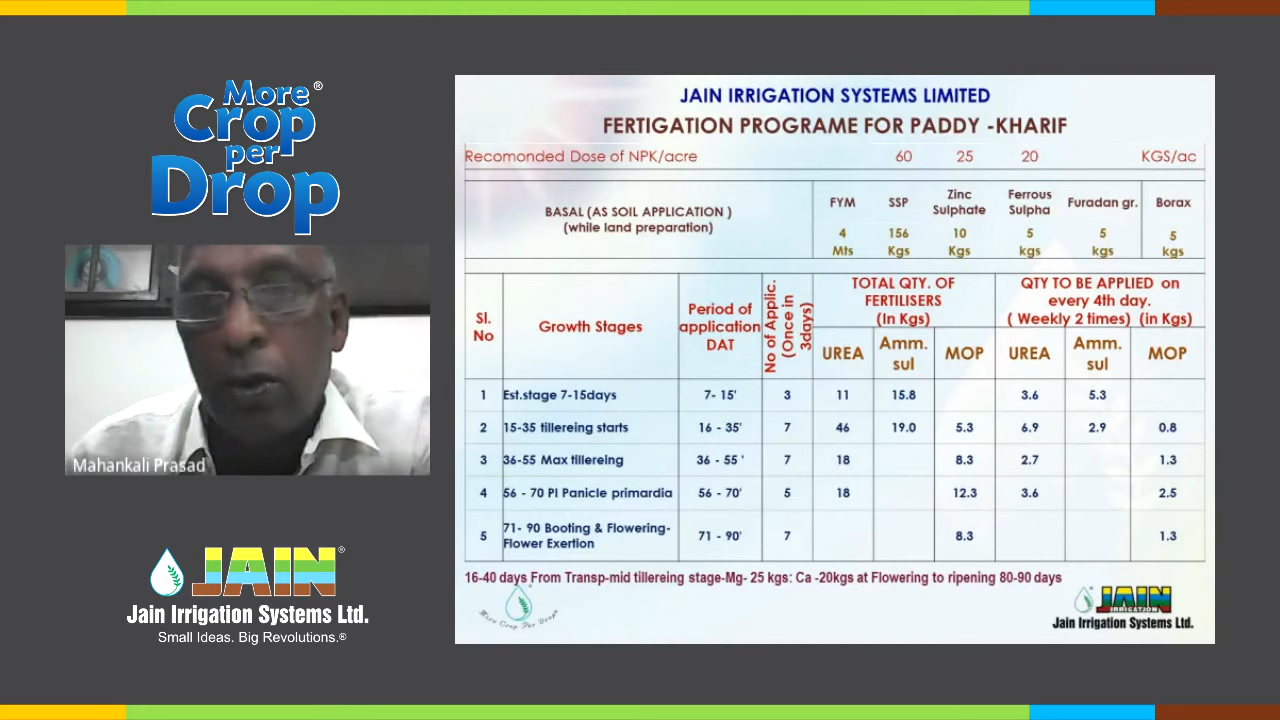 More®
Crop
per
Drop
Mahankali Prasad
JAIN®
Jain Irrigation Systems Ltd.
Small Ideas. Big Revolutions.®
JAIN IRRIGATION SYSTEMS LIMITED
FERTIGATION PROGRAME FOR PADDY -KHARIF
Recomonded Dose of NPK/acre 60 25 20 KGS/ac
BASAL (AS SOIL APPLICATION )
(while land preparation)
FYM SSP Zinc Sulphate Ferrous Sulpha Furadan gr. Borax
4 Mts 156 Kgs 10 Kgs 5 kgs 5 kgs 5 kgs
Sl. No Growth Stages Period of application DAT No of Applic. (Once in 3days) TOTAL QTY. OF FERTILISERS (In Kgs) QTY TO BE APPLIED on every 4th day. ( Weekly 2 times) (in Kgs)
UREA Amm. sul MOP UREA Amm. sul MOP
1 Est.stage 7-15days 7- 15' 3 11 15.8 3.6 5.3
2 15-35 tillereing starts 16 - 35' 7 46 19.0 5.3 6.9 2.9 0.8
3 36-55 Max tillereing 36 - 55 ' 7 18 8.3 2.7 1.3
4 56 - 70 PI Panicle primardia 56 - 70' 5 18 12.3 3.6 2.5
5 71- 90 Booting & Flowering- Flower Exertion 71 - 90' 7 8.3 1.3
16-40 days From Transp-mid tillereing stage-Mg- 25 kgs: Ca -20kgs at Flowering to ripening 80-90 days
More Crop Per Drop
JAIN
IRRIGATION
Jain Irrigation Systems Ltd.